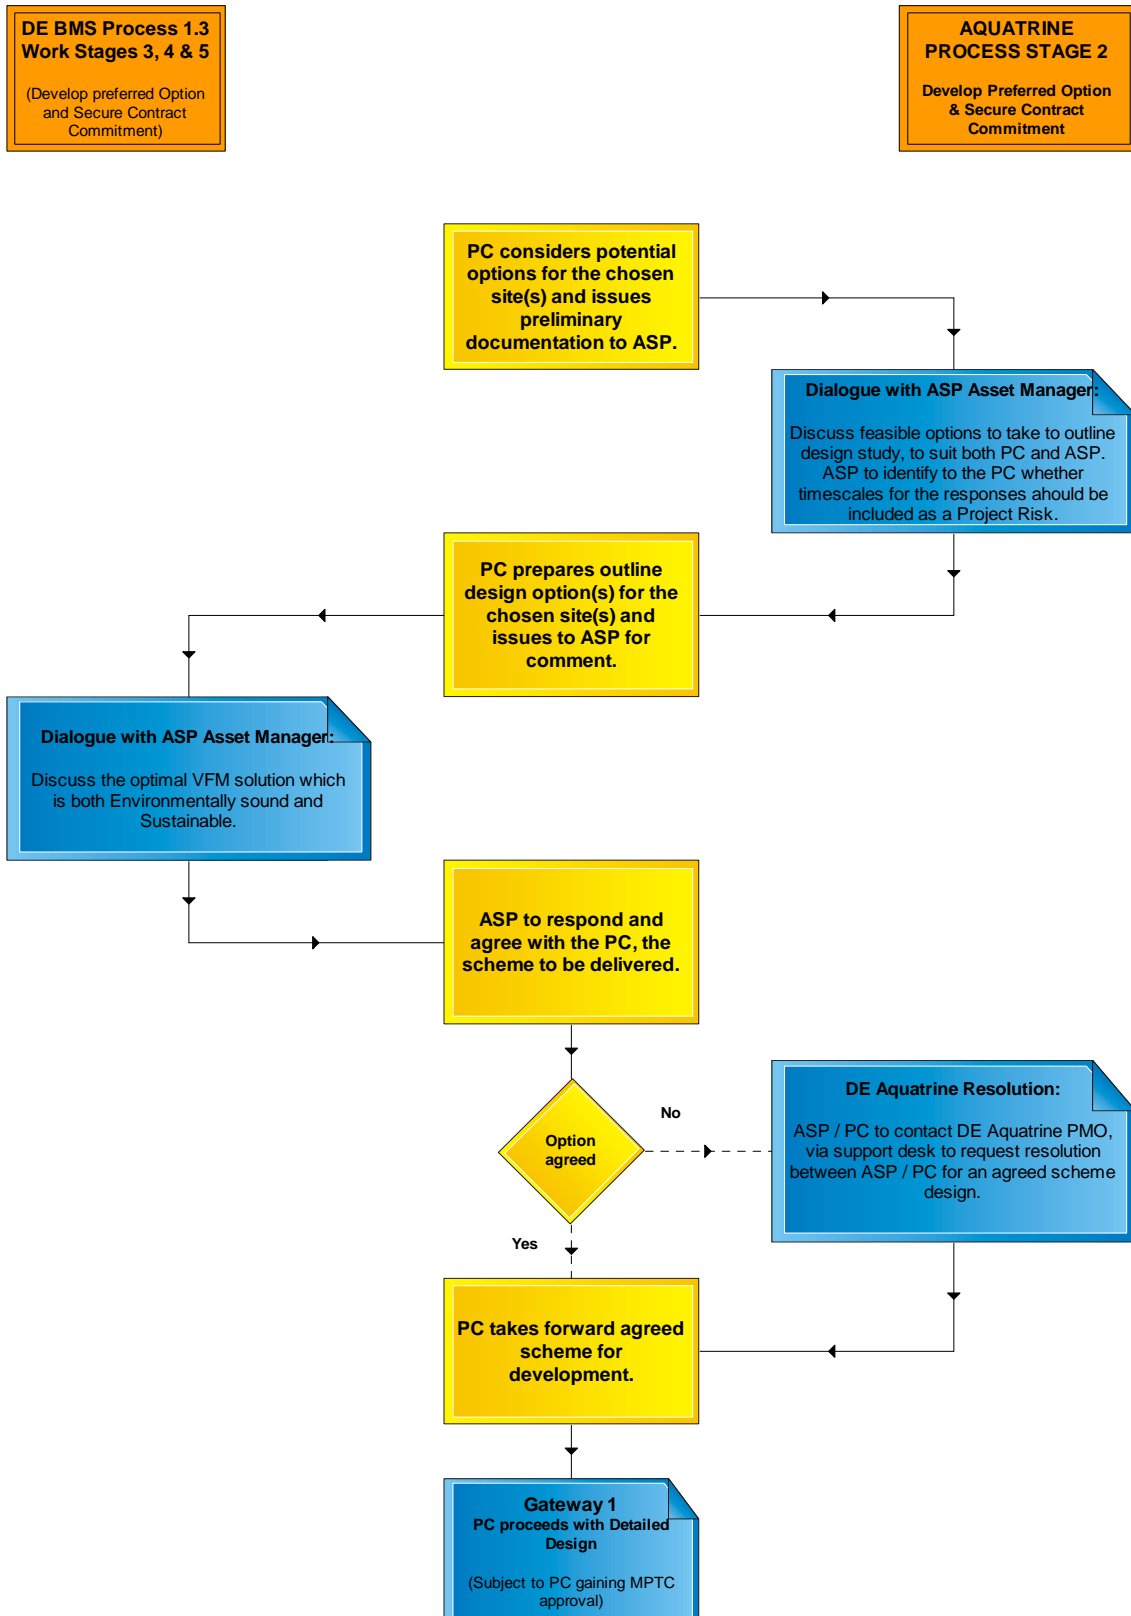 DE BMS Process 1.3
Work Stages 3, 4 & 5
(Develop preferred Option
and Secure Contract
Commitment)
AQUATRINE
PROCESS STAGE 2
Develop Preferred Option
& Secure Contract
Commitment
PC considers potential
options for the chosen
site(s) and issues
preliminary
documentation to ASP.
Dialogue with ASP Asset Manager:
Discuss feasible options to take to outline
design study, to suit both PC and ASP.
ASP to identify to the PC whether
timescales for the responses ahould be
included as a Project Risk.
PC prepares outline
design option(s) for the
chosen site(s) and
issues to ASP for
comment.
Dialogue with ASP Asset Manager:
Discuss the optimal VFM solution which
is both Environmentally sound and
Sustainable.
ASP to respond and
agree with the PC, the
scheme to be delivered.
Option
agreed
No
DE Aquatrine Resolution:
ASP / PC to contact DE Aquatrine PMO,
via support desk to request resolution
between ASP / PC for an agreed scheme
design.
Yes
PC takes forward agreed
scheme for
development.
Gateway 1
PC proceeds with Detailed
Design
(Subject to PC gaining MPTC
approval)